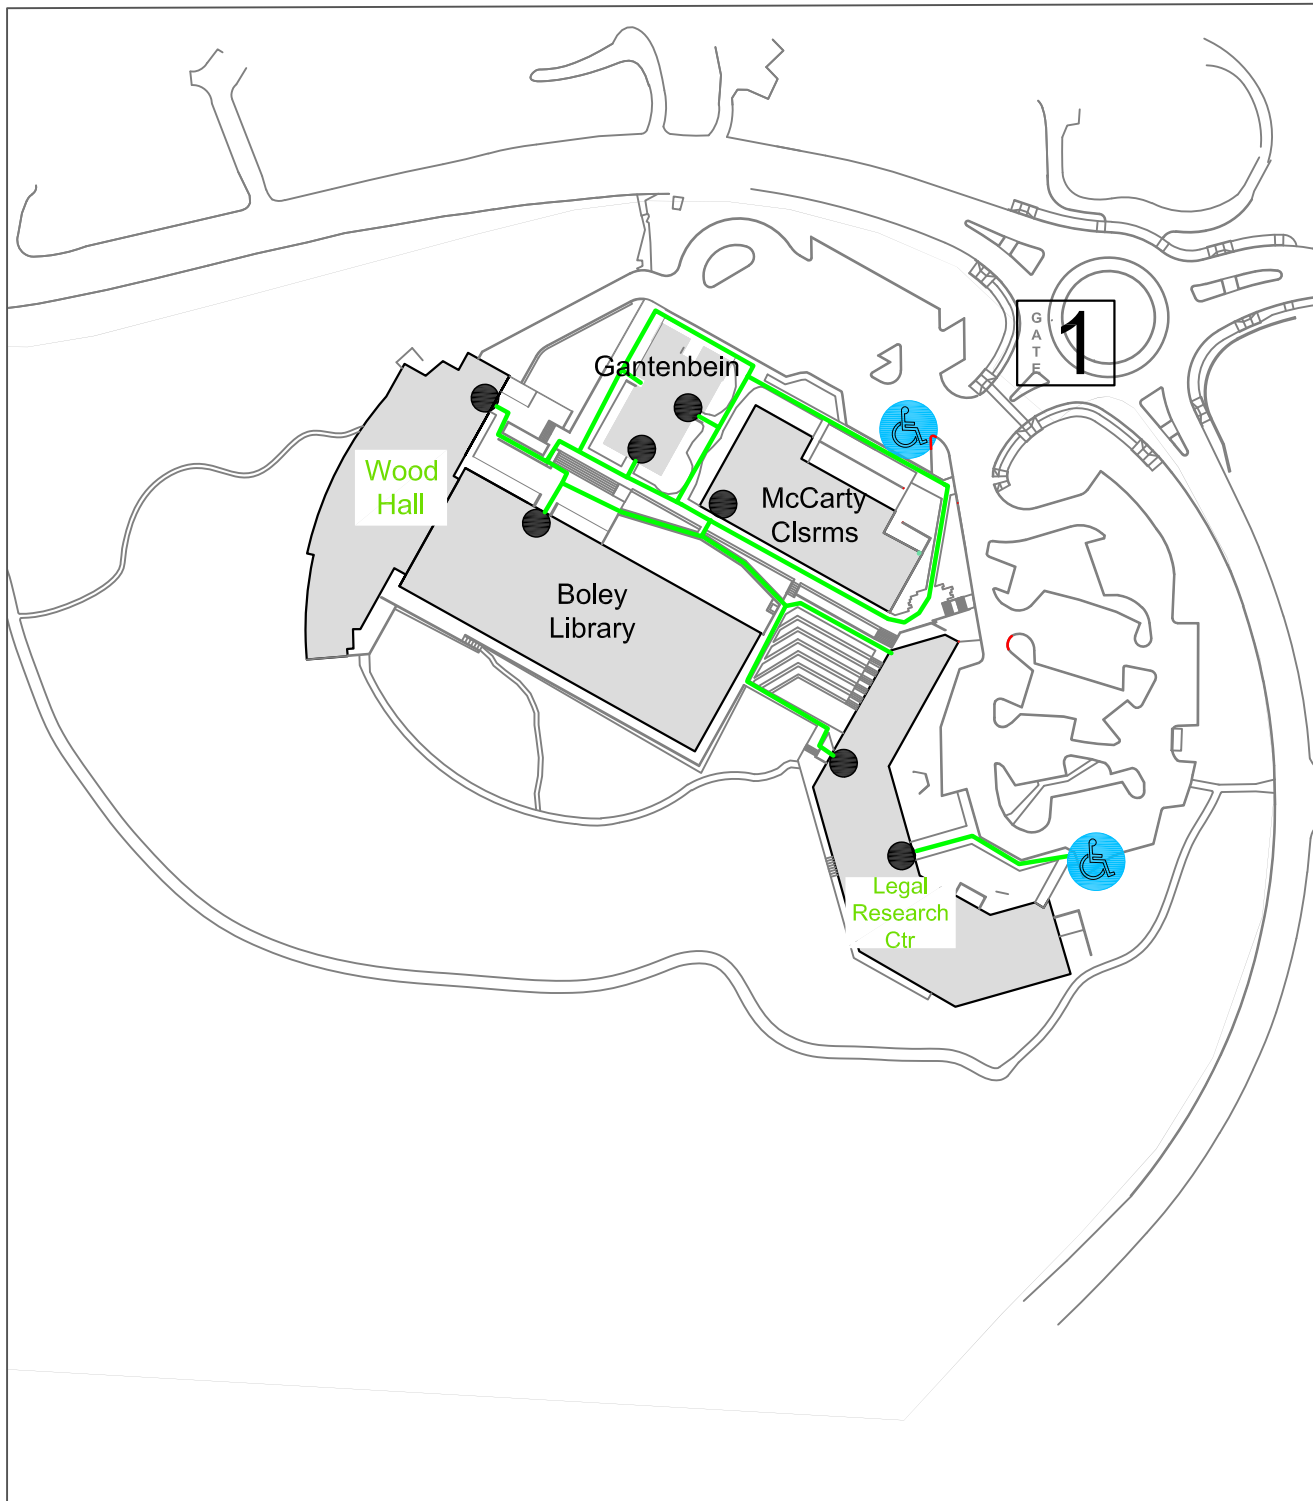 GATE
1
Gantenbein
Wood
Hall
McCarty
Clsrms
Boley
Library
Legal
Research
Ctr